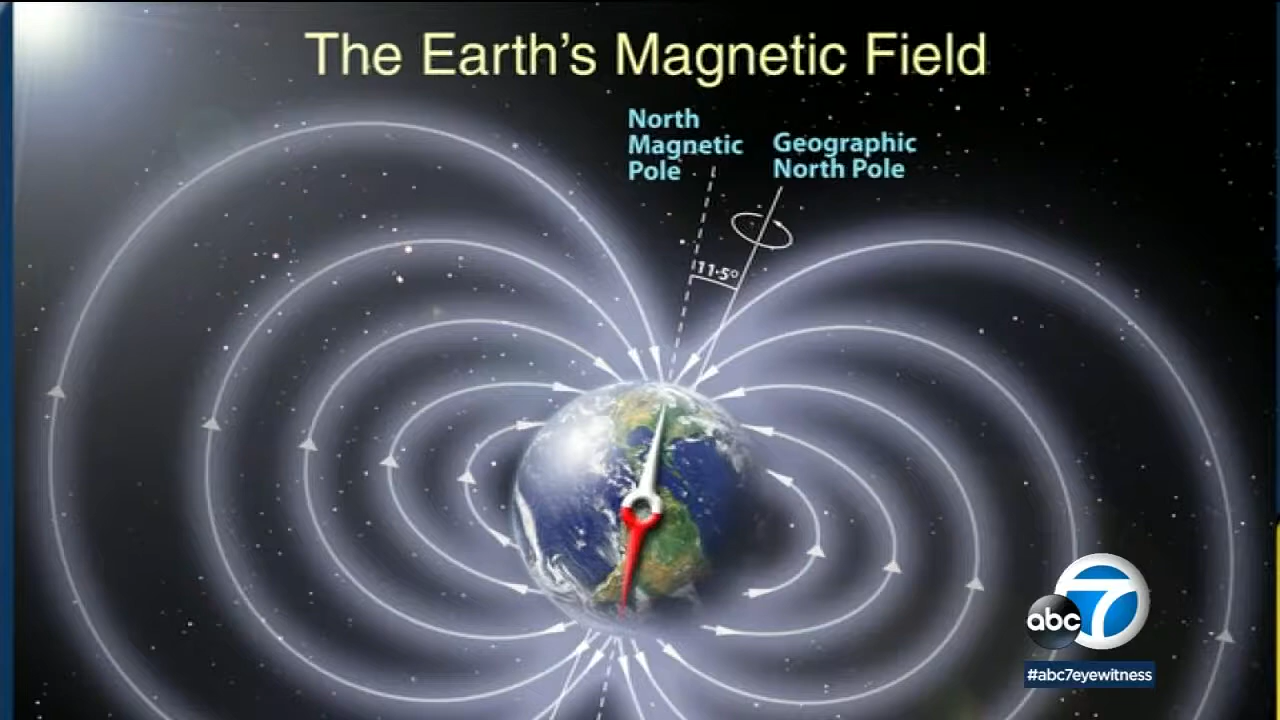 The Earth's Magnetic Field
North
Magnetic
Pole
Geographic
North Pole
11·5°
abc 7
#abc7eyewitness